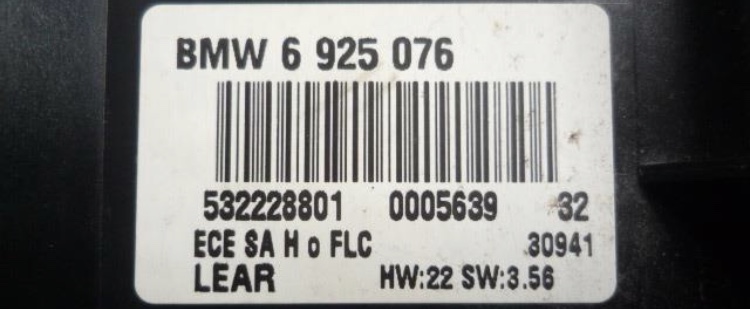 BMW 6 925 076
532228801 0005639 32
ECE SA H o FLC 30941
LEAR HW:22 SW:3.56